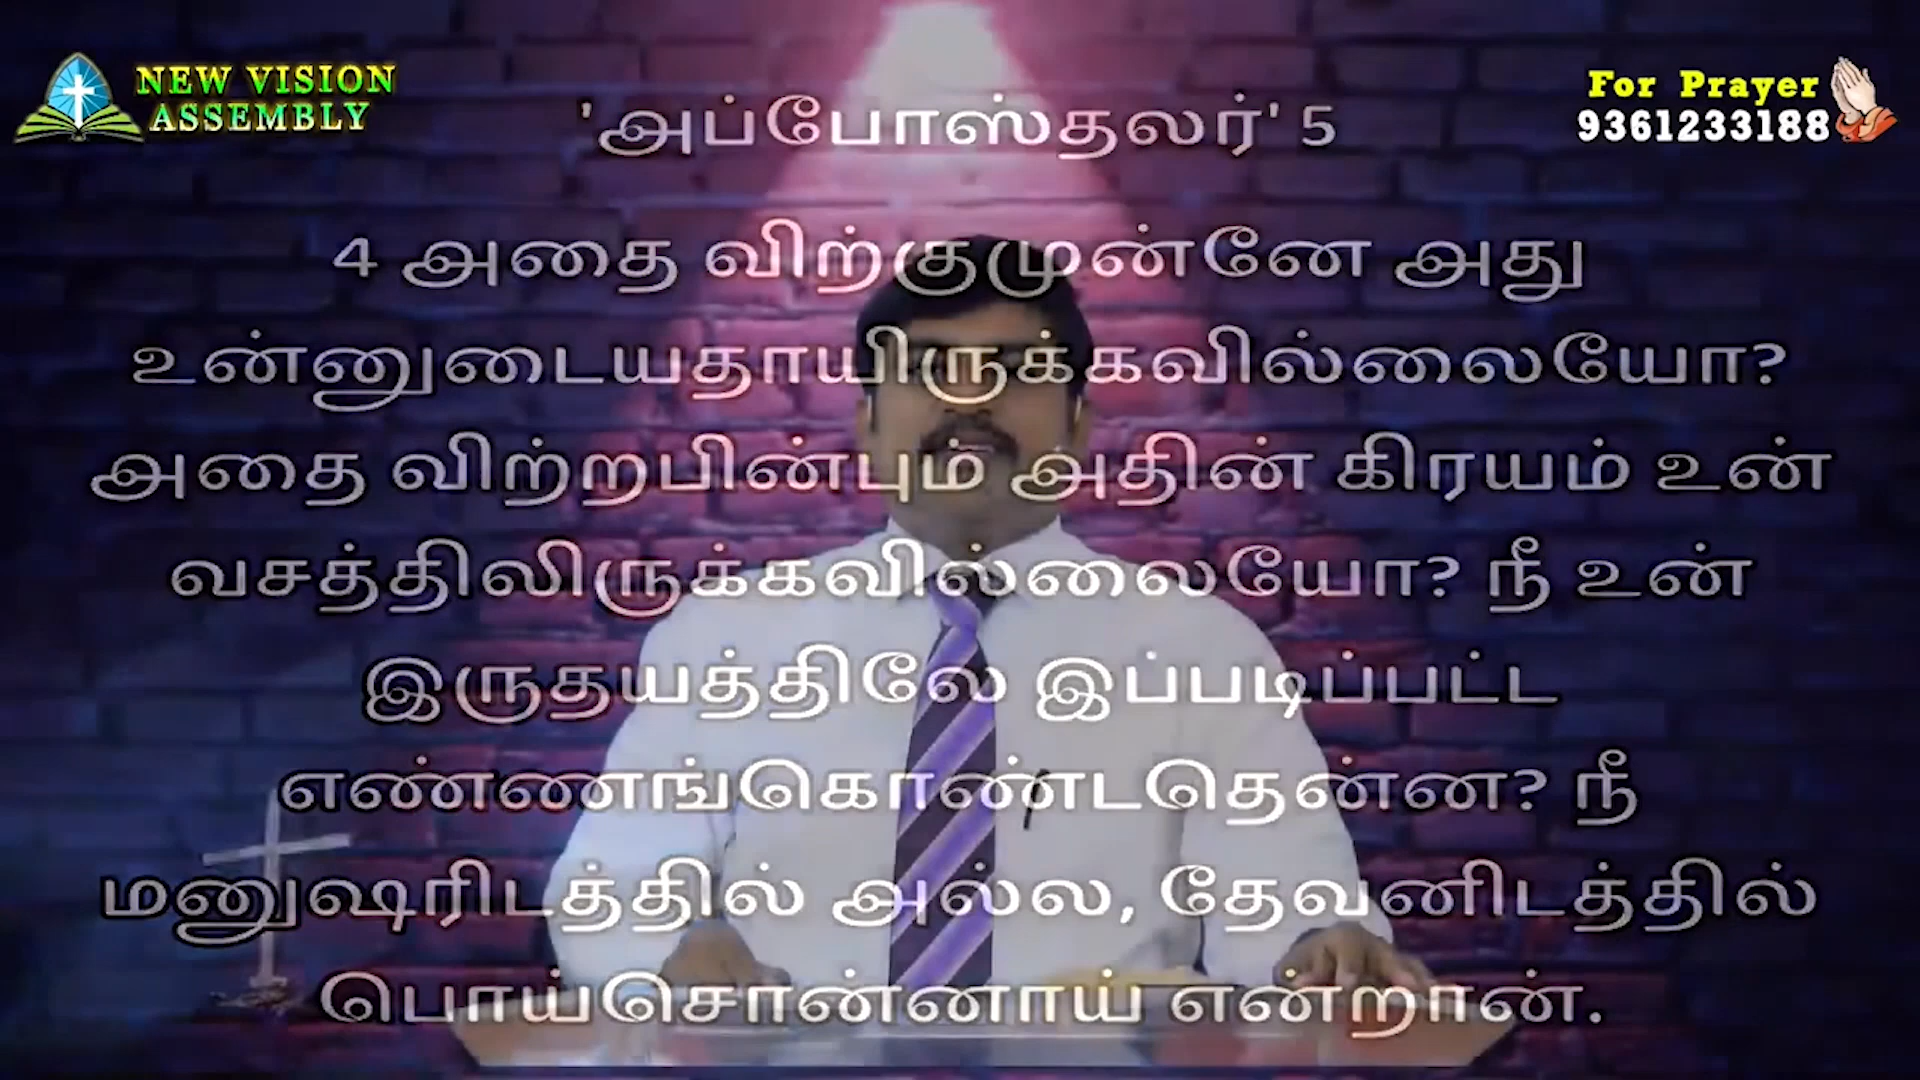 NEW VISION
ASSEMBLY
For Prayer
9361233188
'அப்போஸ்தலர்' 5
4 அதை விற்குமுன்னே அது
உன்னுடையதாயிருக்கவில்லையோ?
அதை விற்றபின்பும் அதின் கிரயம் உன்
வசத்திலிருக்கவில்லையோ? நீ உன்
இருதயத்திலே இப்படிப்பட்ட
எண்ணங்கொண்டதென்ன? நீ
மனுஷரிடத்தில் அல்ல, தேவனிடத்தில்
பொய்சொன்னாய் என்றான்.